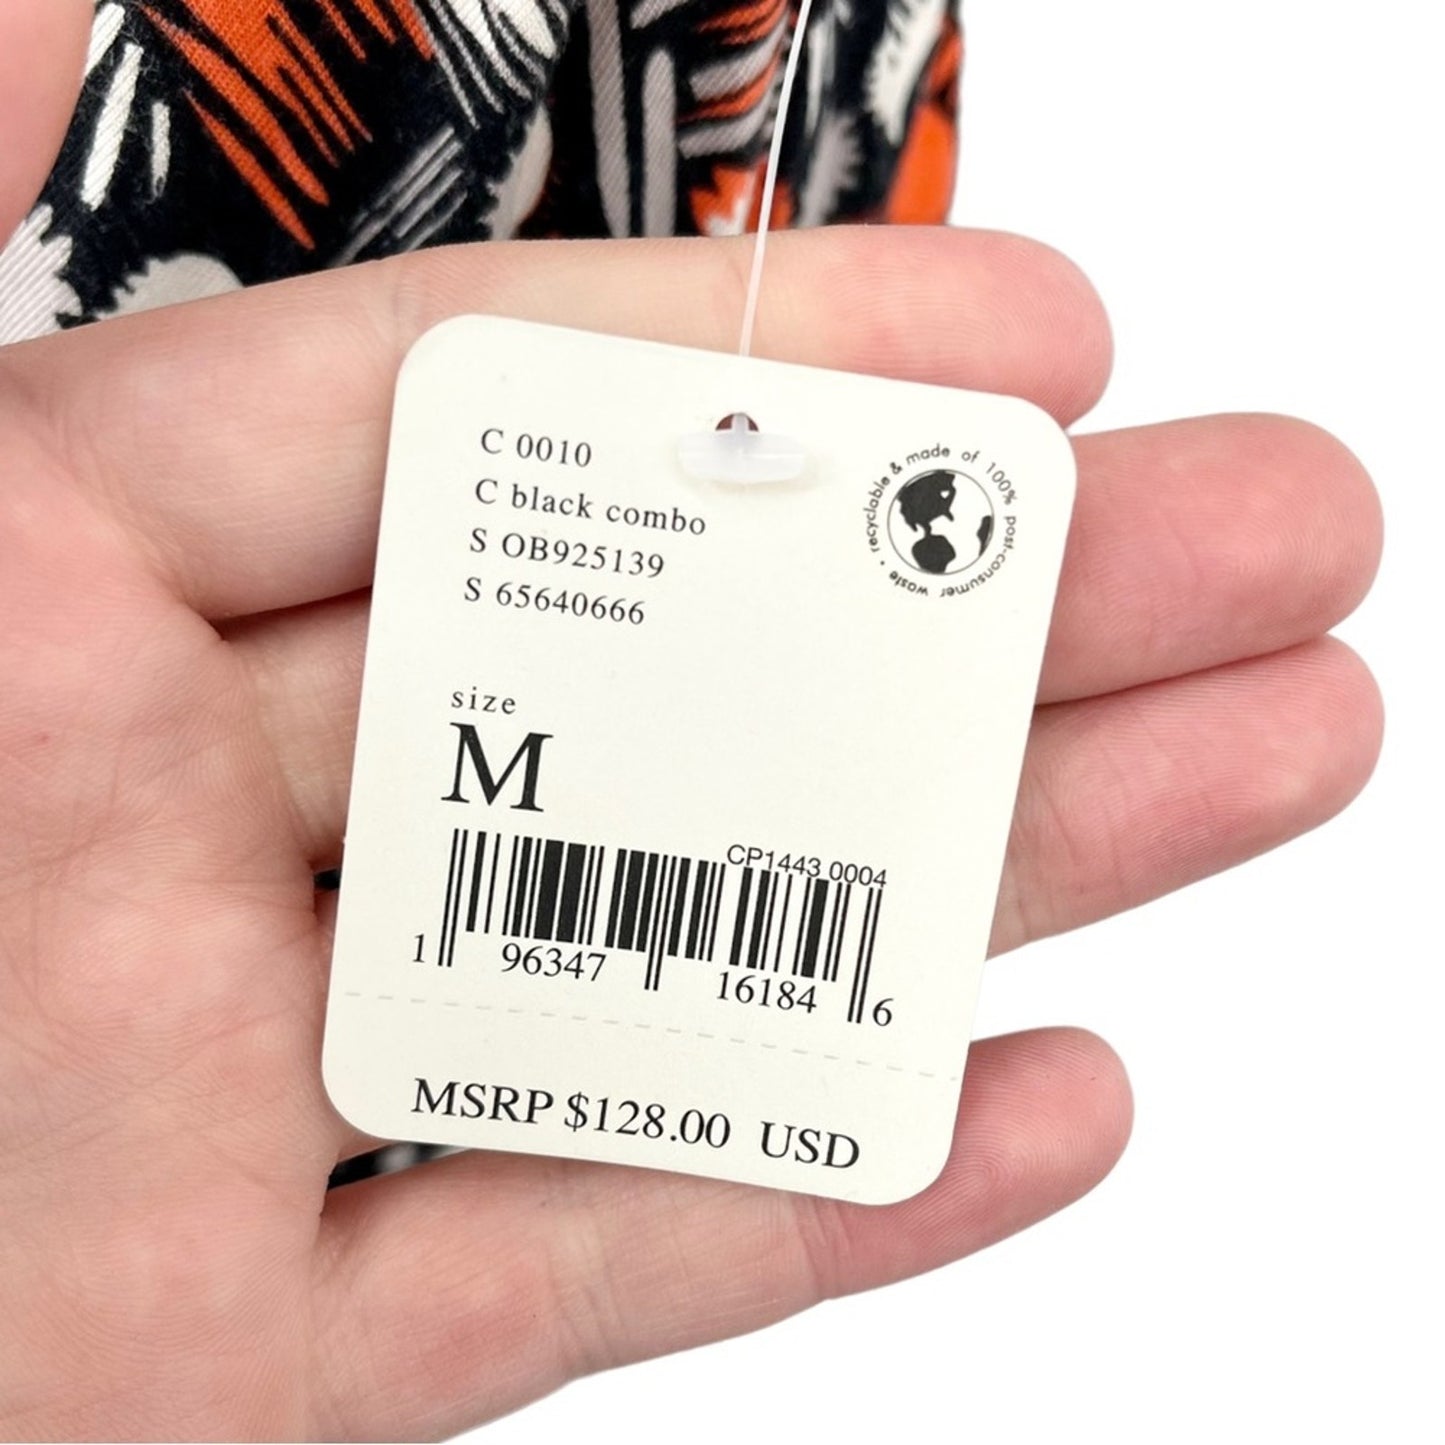 C 0010
C black combo
S OB925139
S 65640666
recyclable & made of 100% post-consumer waste •
size
M
CP1443 0004
1 96347 16184 6
MSRP $128.00 USD